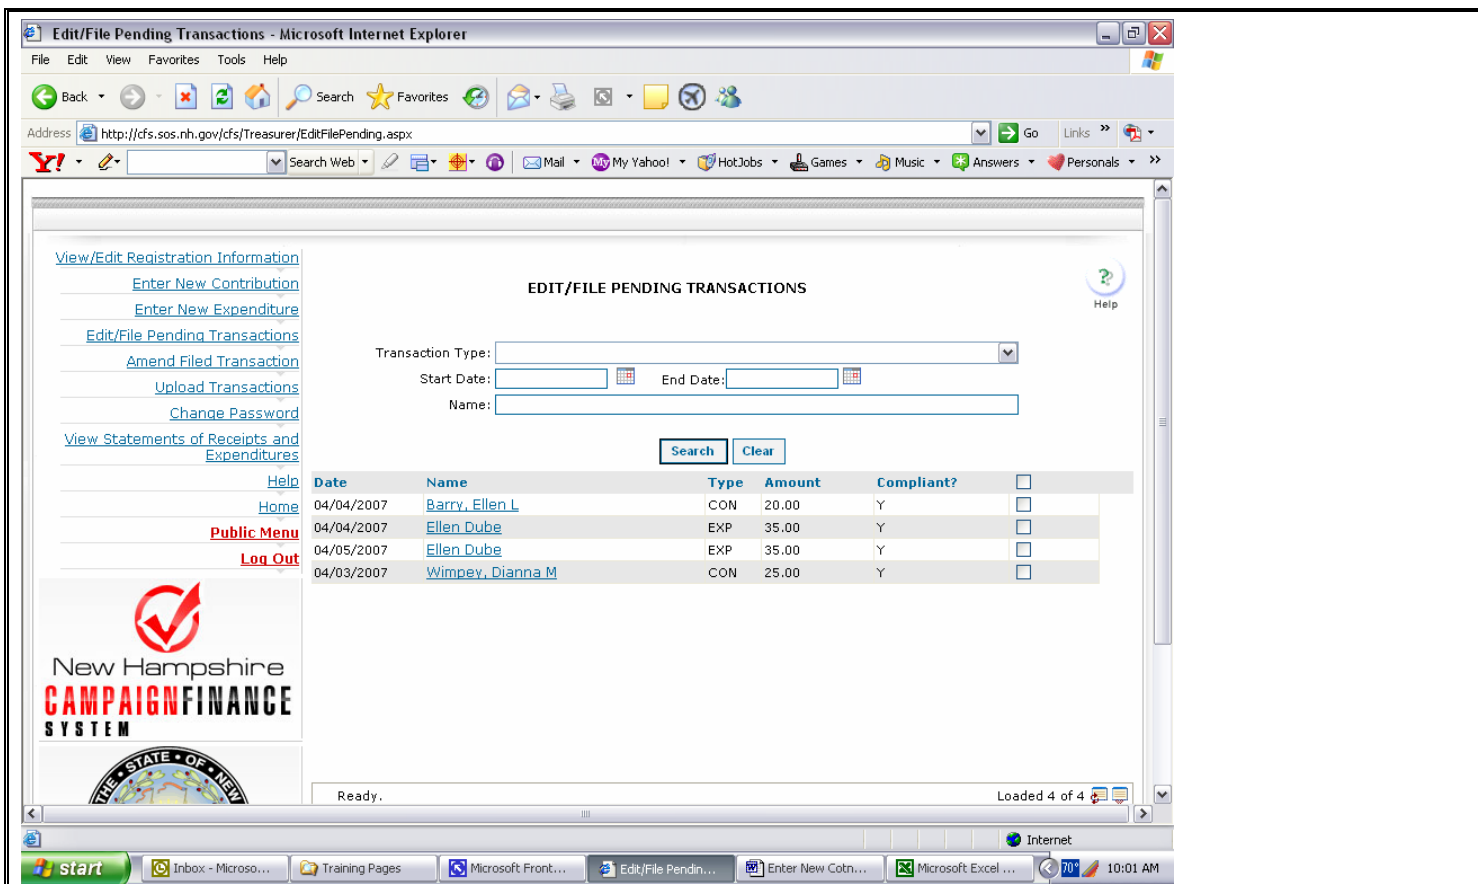 Edit/File Pending Transactions - Microsoft Internet Explorer
File Edit View Favorites Tools Help
Back Search Favorites
Address http://cfs.sos.nh.gov/cfs/Treasurer/EditFilePending.aspx Go Links »
Y! Search Web Mail My My Yahoo! HotJobs Games Music Answers Personals »
View/Edit Registration Information
Enter New Contribution
Enter New Expenditure
Edit/File Pending Transactions
Amend Filed Transaction
Upload Transactions
Change Password
View Statements of Receipts and
Expenditures
Help
Home
Public Menu
Log Out
New Hampshire
CAMPAIGNFINANCE
SYSTEM
THE • STATE • OF • NEW
EDIT/FILE PENDING TRANSACTIONS
?
Help
Transaction Type:
Start Date: End Date:
Name:
Search Clear
Date Name Type Amount Compliant?
04/04/2007 Barry, Ellen L CON 20.00 Y
04/04/2007 Ellen Dube EXP 35.00 Y
04/05/2007 Ellen Dube EXP 35.00 Y
04/03/2007 Wimpey, Dianna M CON 25.00 Y
Ready. Loaded 4 of 4
Internet
start Inbox - Microso... Training Pages Microsoft Front... Edit/File Pendin... Enter New Cotn... Microsoft Excel ... 70° 10:01 AM